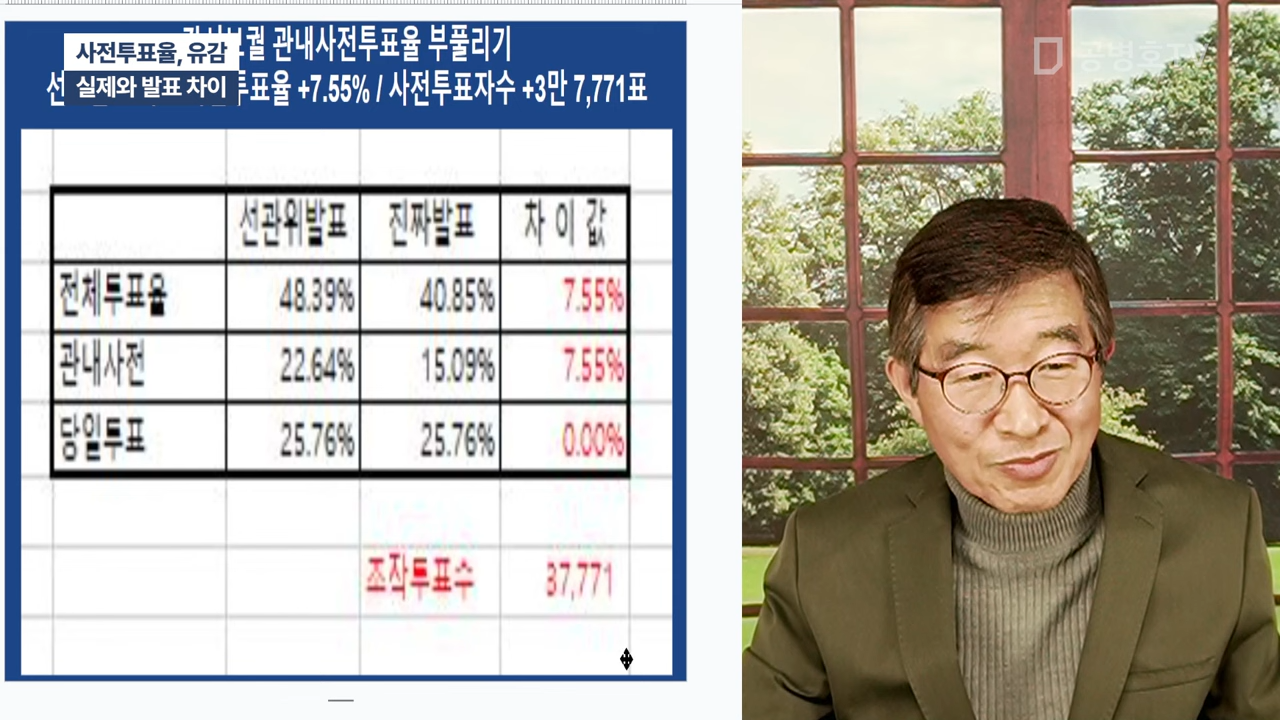 관내사전투표율 부풀리기
사전투표율, 유감
실제와 발표 차이
+7.55% / 사전투표자수 +3만 7,771표
선관위발표 진짜발표 차 이 값
전체투표율 48.39% 40.85% 7.55%
관내사전 22.64% 15.09% 7.55%
당일투표 25.76% 25.76% 0.00%
조작투표수 37,771
공병호TV